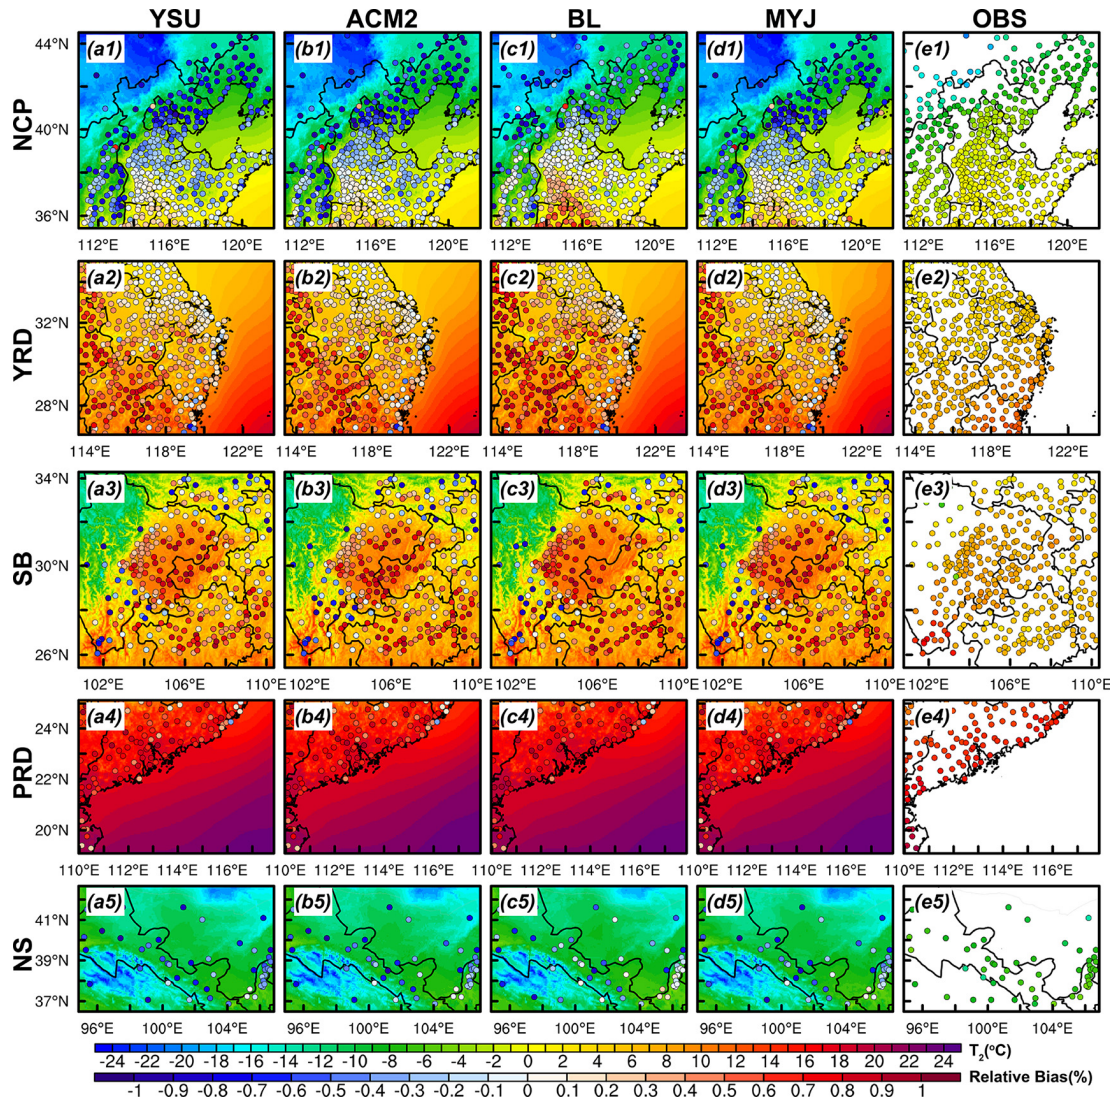 YSU ACM2 BL MYJ OBS
NCP
44°N
40°N
36°N
(a1) (b1) (c1) (d1) (e1)
112°E 116°E 120°E 112°E 116°E 120°E 112°E 116°E 120°E 112°E 116°E 120°E 112°E 116°E 120°E
YRD
32°N
28°N
(a2) (b2) (c2) (d2) (e2)
114°E 118°E 122°E 114°E 118°E 122°E 114°E 118°E 122°E 114°E 118°E 122°E 114°E 118°E 122°E
SB
34°N
30°N
26°N
(a3) (b3) (c3) (d3) (e3)
102°E 106°E 110°E 102°E 106°E 110°E 102°E 106°E 110°E 102°E 106°E 110°E 102°E 106°E 110°E
PRD
24°N
22°N
20°N
(a4) (b4) (c4) (d4) (e4)
110°E 112°E 114°E 116°E 110°E 112°E 114°E 116°E 110°E 112°E 114°E 116°E 110°E 112°E 114°E 116°E 110°E 112°E 114°E 116°E
NS
41°N
39°N
37°N
(a5) (b5) (c5) (d5) (e5)
96°E 100°E 104°E 96°E 100°E 104°E 96°E 100°E 104°E 96°E 100°E 104°E 96°E 100°E 104°E
-24 -22 -20 -18 -16 -14 -12 -10 -8 -6 -4 -2 0 2 4 6 8 10 12 14 16 18 20 22 24 T₂(°C)
-1 -0.9 -0.8 -0.7 -0.6 -0.5 -0.4 -0.3 -0.2 -0.1 0 0.1 0.2 0.3 0.4 0.5 0.6 0.7 0.8 0.9 1 Relative Bias(%)